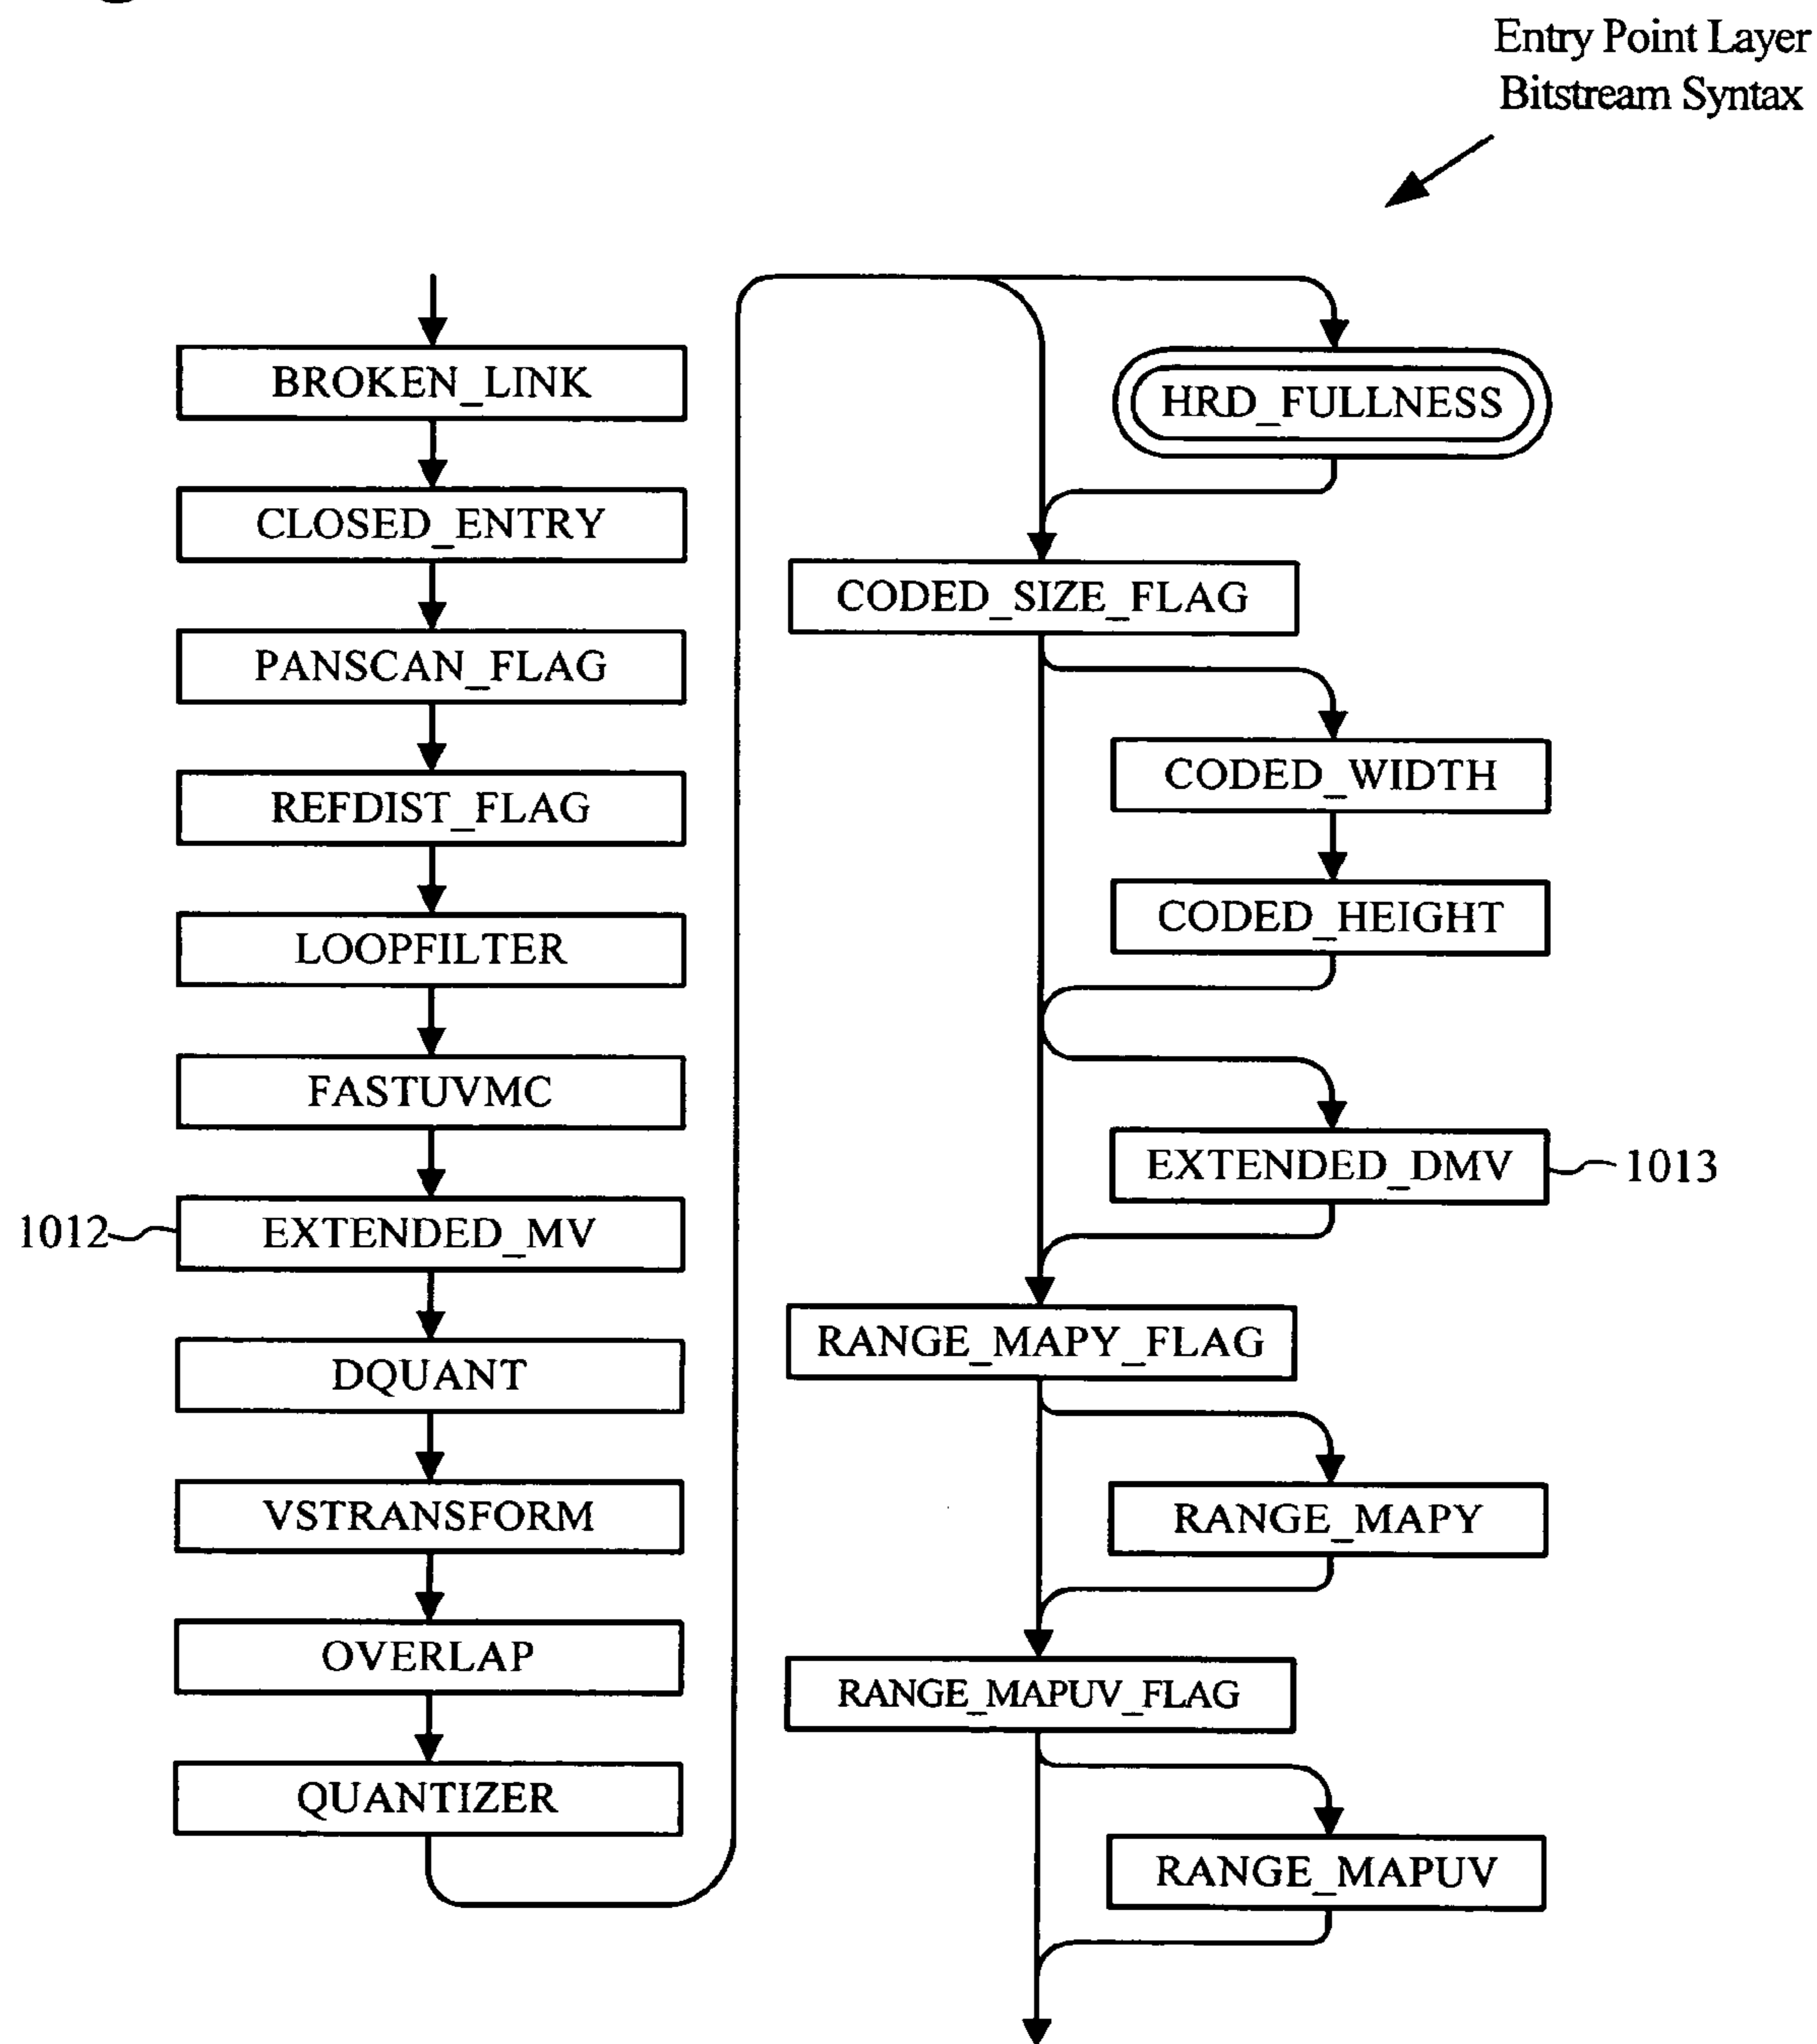 Entry Point Layer
Bitstream Syntax
BROKEN_LINK
CLOSED_ENTRY
PANSCAN_FLAG
REFDIST_FLAG
LOOPFILTER
FASTUVMC
1012
EXTENDED_MV
DQUANT
VSTRANSFORM
OVERLAP
QUANTIZER
HRD_FULLNESS
CODED_SIZE_FLAG
CODED_WIDTH
CODED_HEIGHT
EXTENDED_DMV
1013
RANGE_MAPY_FLAG
RANGE_MAPY
RANGE_MAPUV_FLAG
RANGE_MAPUV